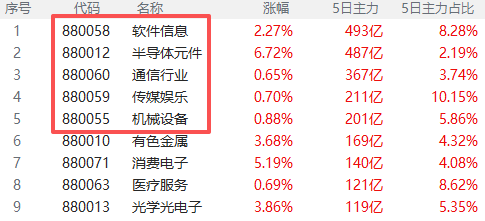 序号 代码 名称 涨幅 5日主力 5日主力占比
1 880058 软件信息 2.27% 493亿 8.28%
2 880012 半导体元件 6.72% 487亿 2.19%
3 880060 通信行业 0.65% 367亿 3.74%
4 880059 传媒娱乐 0.70% 211亿 10.15%
5 880055 机械设备 0.88% 201亿 5.86%
6 880010 有色金属 3.68% 169亿 4.32%
7 880071 消费电子 5.19% 140亿 4.08%
8 880063 医疗服务 0.69% 121亿 8.62%
9 880013 光学光电子 3.86% 119亿 5.35%